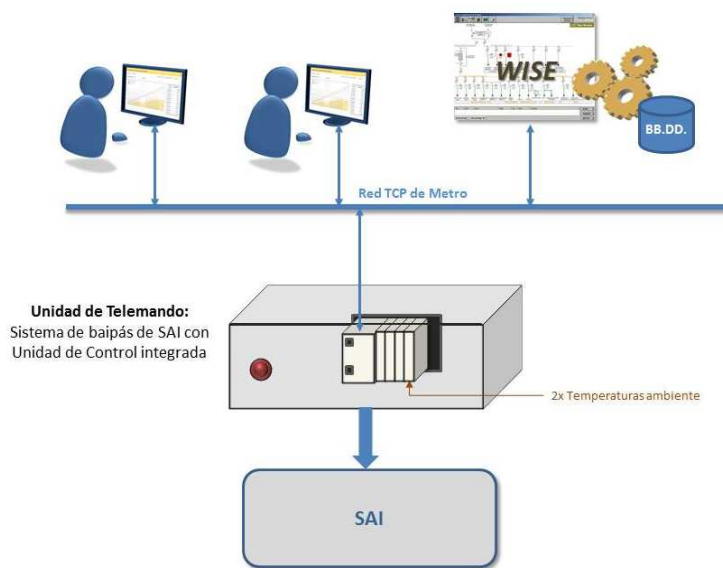 WISE
BB.DD.
Red TCP de Metro
Unidad de Telemando:
Sistema de baipás de SAI con
Unidad de Control integrada
2x Temperaturas ambiente
SAI